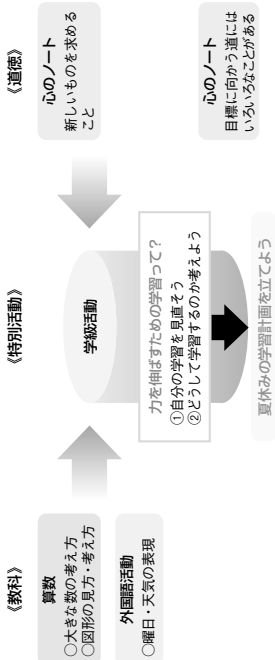 《教科》
算数
○大きな数の考え方
○図形の見方・考え方
外国語活動
○曜日・天気の表現
《特別活動》
学級活動
力を伸ばすための学習って?
①自分の学習を見直そう
②どうして学習するのか考えよう
夏休みの学習計画を立てよう
《道徳》
心のノート
新しいものを求める
こと
心のノート
目標に向かう道には
いろいろなことがある